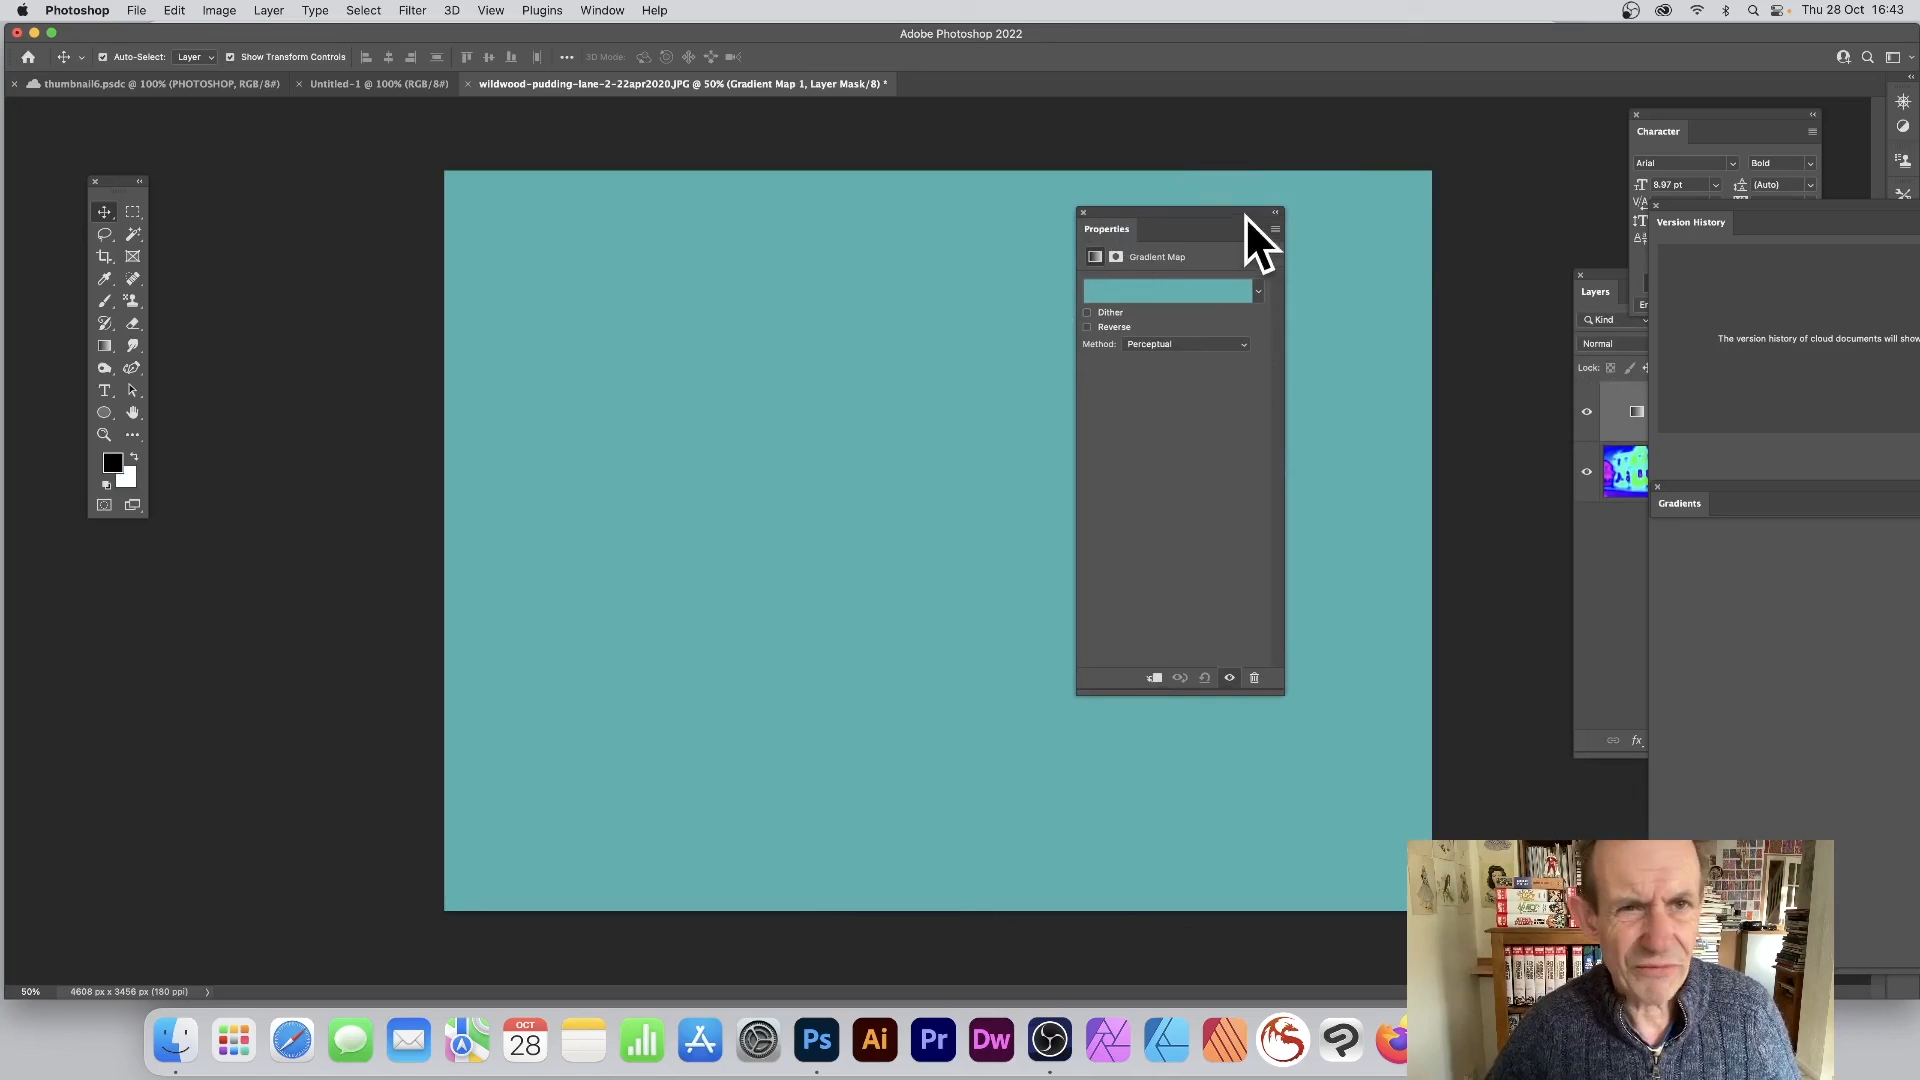 Photoshop File Edit Image Layer Type Select Filter 3D View Plugins Window Help Thu 28 Oct 16:43
Adobe Photoshop 2022
Auto-Select: Layer Show Transform Controls ••• 3D Mode:
thumbnail6.psdc @ 100% (PHOTOSHOP, RGB/8#) Untitled-1 @ 100% (RGB/8#) wildwood-pudding-lane-2-22apr2020.JPG @ 50% (Gradient Map 1, Layer Mask/8) *
Character
Arial Bold
8.97 pt (Auto)
Properties
Gradient Map
Dither
Reverse
Method: Perceptual
Version History
The version history of cloud documents will show
Layers
Kind
Normal
Lock:
Gradients
fx
50% 4608 px x 3456 px (180 ppi)
OCT
28
Ps Ai Pr Dw